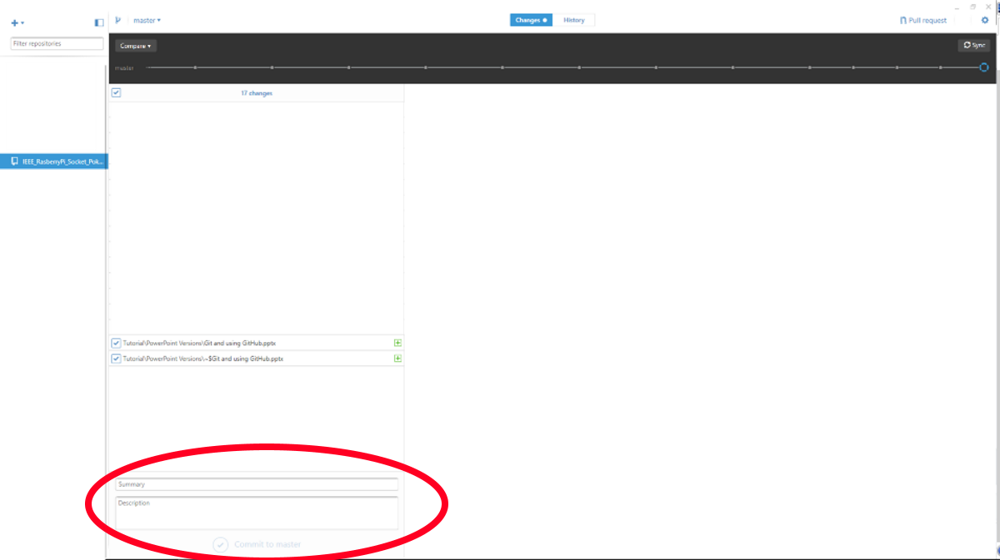 master
Changes
History
Pull request
Filter repositories
Compare
Sync
master
17 changes
IEEE_RasberryPi_Socket_Pok...
Tutorial\PowerPoint Versions\Git and using GitHub.pptx
Tutorial\PowerPoint Versions\~$Git and using GitHub.pptx
Summary
Description
Commit to master